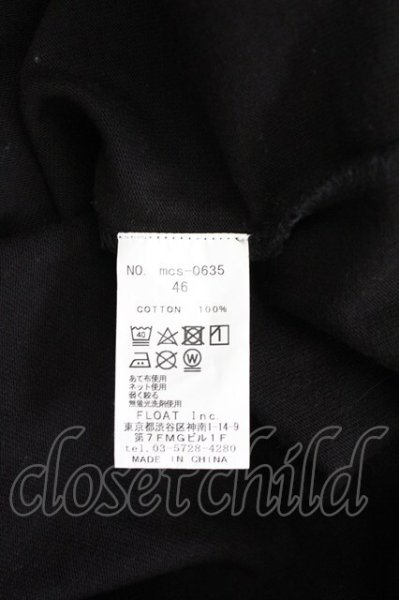 NO. mcs-0635
46
COTTON 100%
40
あて布使用
ネット使用
弱く絞る
無蛍光洗剤使用
FLOAT Inc.
東京都渋谷区神南1-14-9
第7FMGビル1F
tel.03-5728-4280
MADE IN CHINA
closetchild